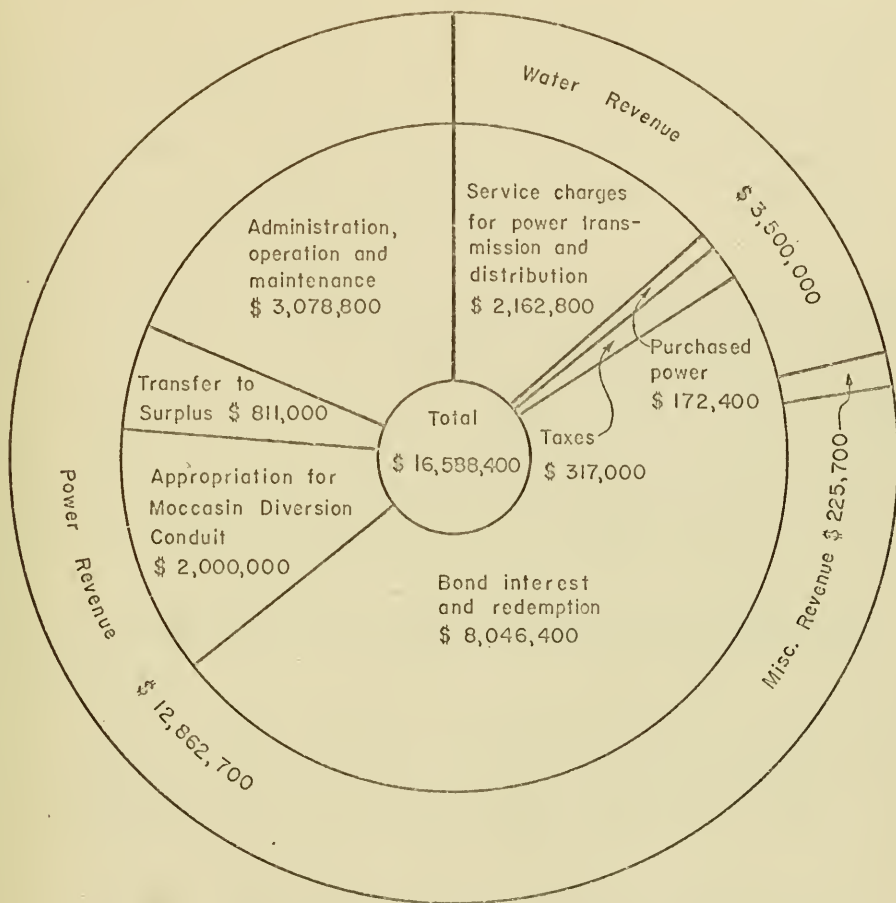 Water Revenue
$ 3,500,000
Service charges
for power trans-
mission and
distribution
$ 2,162,800
Administration,
operation and
maintenance
$ 3,078,800
Purchased
power
$ 172,400
Transfer to
Surplus $ 811,000
Total
$ 16,588,400
Taxes
$ 317,000
Misc. Revenue $ 225,700
Appropriation for
Moccasin Diversion
Conduit
$ 2,000,000
Bond interest
and redemption
$ 8,046,400
Power Revenue
$ 12,862,700